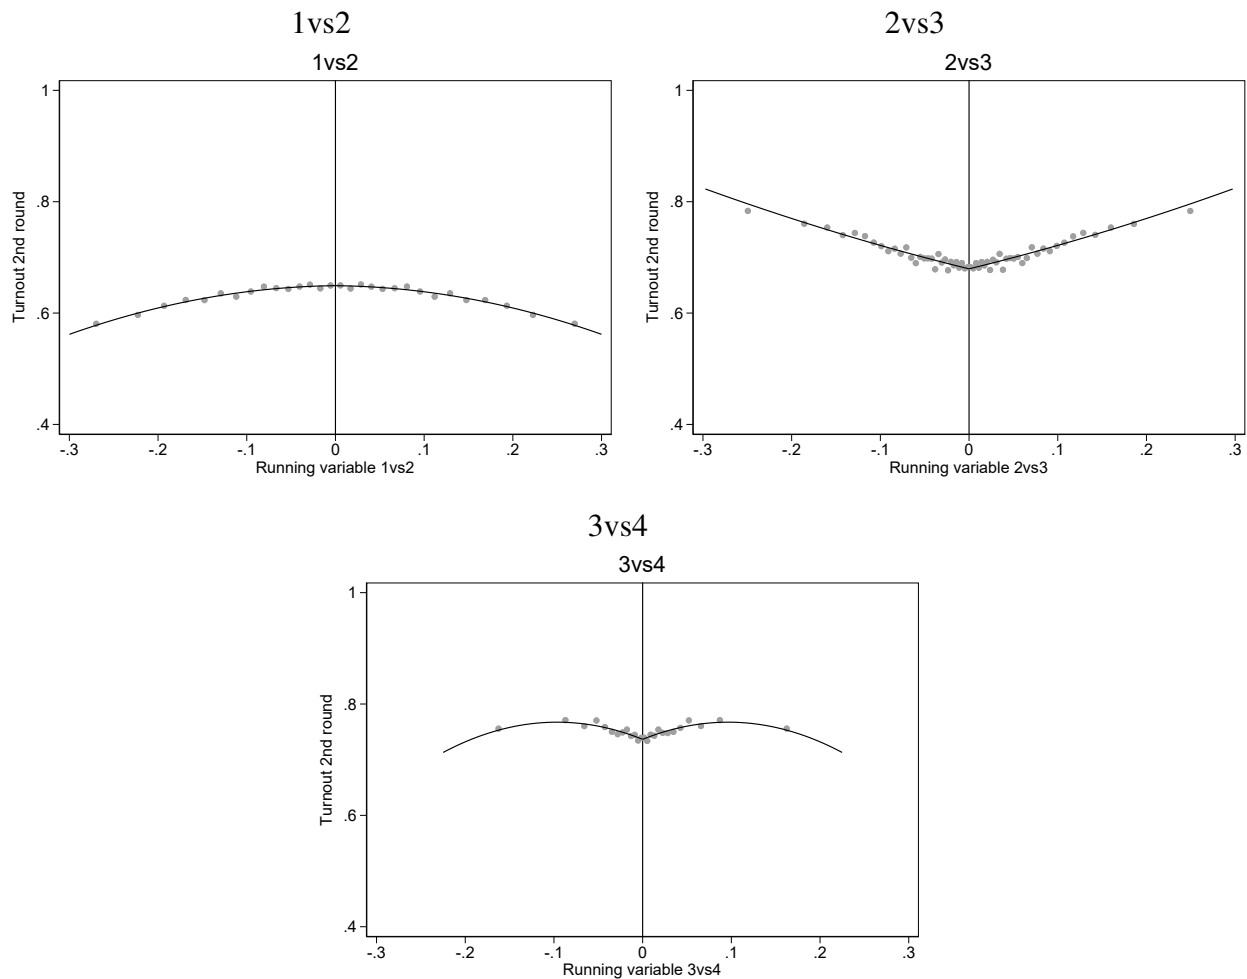 1vs2
1vs2
1
.8
.6
.4
Turnout 2nd round
-.3 -.2 -.1 0 .1 .2 .3
Running variable 1vs2
2vs3
2vs3
1
.8
.6
.4
Turnout 2nd round
-.3 -.2 -.1 0 .1 .2 .3
Running variable 2vs3
3vs4
3vs4
1
.8
.6
.4
Turnout 2nd round
-.3 -.2 -.1 0 .1 .2 .3
Running variable 3vs4